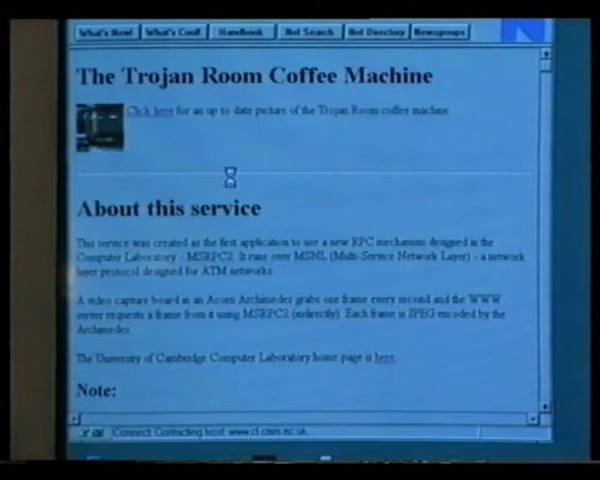 What's New! What's Cool! Handbook Net Search Net Directory Newsgroups
The Trojan Room Coffee Machine
Click here for an up to date picture of the Trojan Room coffee machine.
About this service
This service was created as the first application to use a new RPC mechanism designed in the
Computer Laboratory - MSRPC2. It runs over MSNL (Multi-Service Network Layer) - a network
layer protocol designed for ATM networks.
A video capture board in an Acorn Archimedes grabs one frame every second and the WWW
server requests a frame from it using MSRPC2 (indirectly). Each frame is JPEG encoded by the
Archimedes.
The University of Cambridge Computer Laboratory home page is here.
Note:
Connect: Contacting host www.cl.cam.ac.uk.